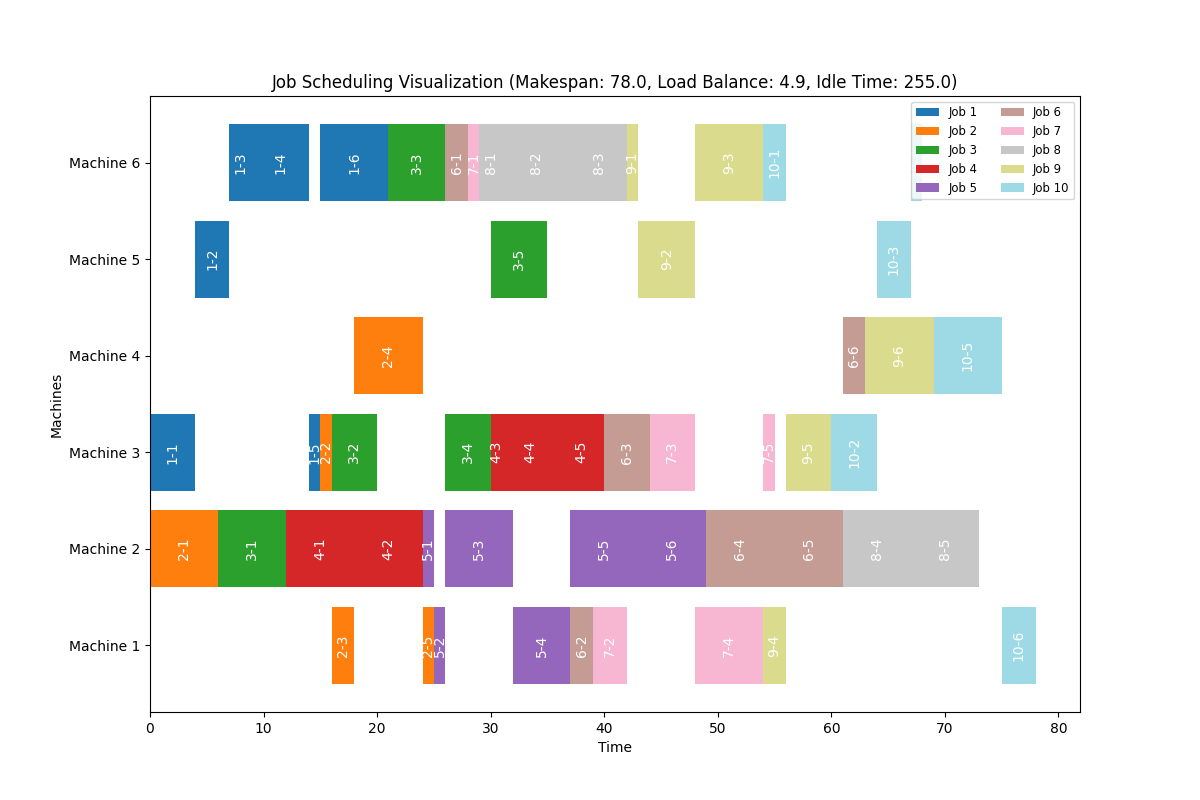 Job Scheduling Visualization (Makespan: 78.0, Load Balance: 4.9, Idle Time: 255.0)
Job 1 Job 6
Job 2 Job 7
Job 3 Job 8
Job 4 Job 9
Job 5 Job 10
Machine 6 1-3 1-4 1-6 3-3 6-1 7-1 8-1 8-2 8-3 9-1 9-3 10-1
Machine 5 1-2 3-5 9-2 10-3
Machine 4 2-4 6-6 9-6 10-5
Machine 3 1-1 1-5 2-2 3-2 3-4 4-3 4-4 4-5 6-3 7-3 7-5 9-5 10-2
Machine 2 2-1 3-1 4-1 4-2 5-1 5-3 5-5 5-6 6-4 6-5 8-4 8-5
Machine 1 2-3 2-5 5-2 5-4 6-2 7-2 7-4 9-4 10-6
Machines
0 10 20 30 40 50 60 70 80
Time